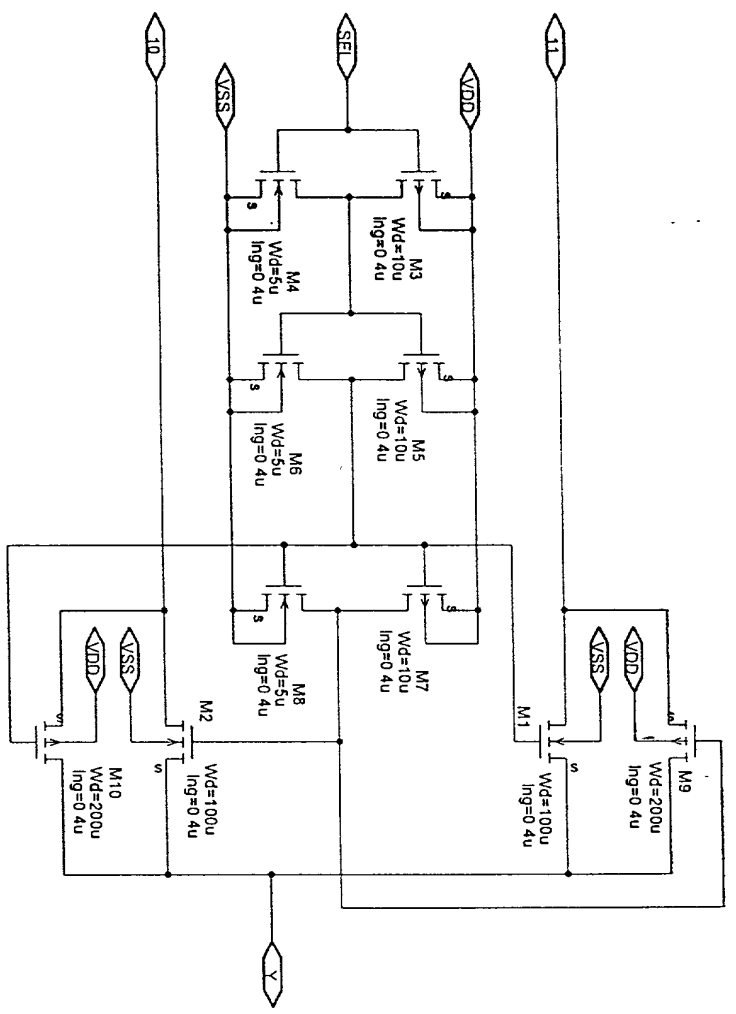 11
VDD
SEL
VSS
10
S
M3
Wd=10u
lng=0 4u
S
M4
Wd=5u
lng=0 4u
S
M5
Wd=10u
lng=0 4u
S
M6
Wd=5u
lng=0 4u
S
M7
Wd=10u
lng=0 4u
S
M8
Wd=5u
lng=0 4u
VDD
VSS
S
M9
Wd=200u
lng=0 4u
M1
S
Wd=100u
lng=0 4u
M2
S
Wd=100u
lng=0 4u
VSS
VDD
S
M10
Wd=200u
lng=0 4u
Y